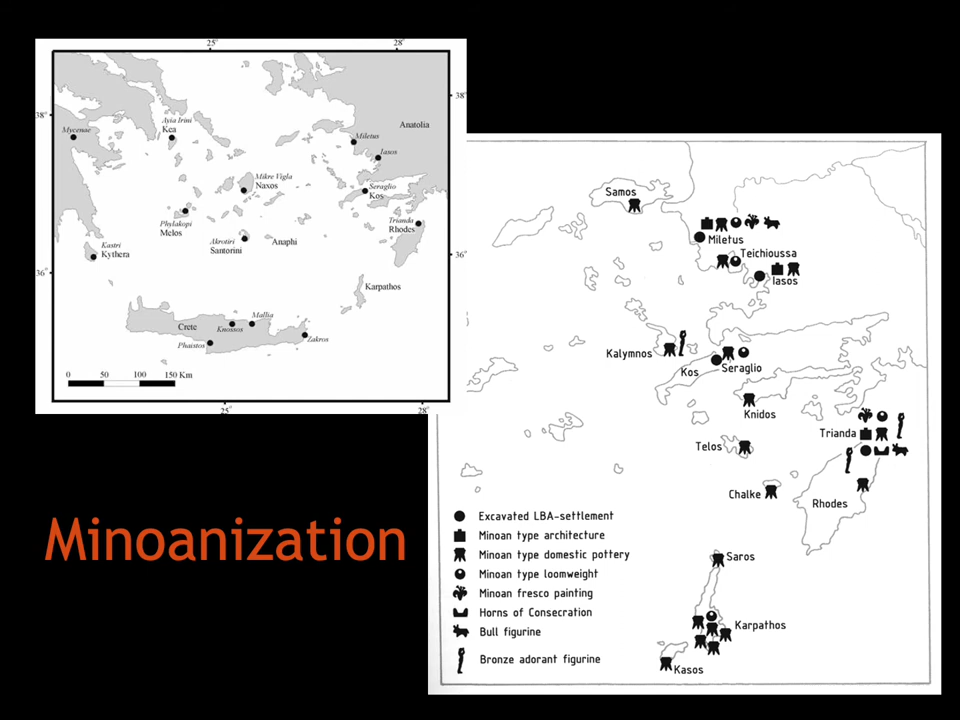 25°
28°
38°
38°
Mycenae
Ayia Irini
Kea
Anatolia
Miletus
Iasos
Mikre Vigla
Naxos
Seraglio
Kos
Phylakopi
Melos
Trianda
Rhodes
Akrotiri
Santorini
Anaphi
Kastri
Kythera
36°
36°
Karpathos
Crete
Knossos
Mallia
Phaistos
Zakros
0 50 100 150 Km
25°
28°
Samos
Miletus
Teichioussa
Iasos
Kalymnos
Kos
Seraglio
Knidos
Trianda
Telos
Chalke
Rhodes
Saros
Karpathos
Kasos
Excavated LBA-settlement
Minoan type architecture
Minoan type domestic pottery
Minoan type loomweight
Minoan fresco painting
Horns of Consecration
Bull figurine
Bronze adorant figurine
Minoanization